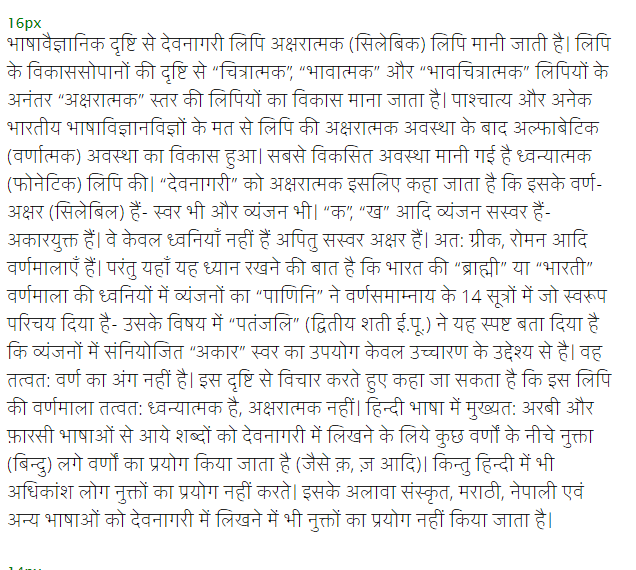 16px
भाषावैज्ञानिक दृष्टि से देवनागरी लिपि अक्षरात्मक (सिलेबिक) लिपि मानी जाती है। लिपि
के विकाससोपानों की दृष्टि से “चित्रात्मक”, “भावात्मक” और “भावचित्रात्मक” लिपियों के
अनंतर “अक्षरात्मक” स्तर की लिपियों का विकास माना जाता है। पाश्चात्य और अनेक
भारतीय भाषाविज्ञानविज्ञों के मत से लिपि की अक्षरात्मक अवस्था के बाद अल्फाबेटिक
(वर्णात्मक) अवस्था का विकास हुआ। सबसे विकसित अवस्था मानी गई है ध्वन्यात्मक
(फोनेटिक) लिपि की। “देवनागरी” को अक्षरात्मक इसलिए कहा जाता है कि इसके वर्ण-
अक्षर (सिलेबिल) हैं- स्वर भी और व्यंजन भी। “क”, “ख” आदि व्यंजन सस्वर हैं-
अकारयुक्त हैं। वे केवल ध्वनियाँ नहीं हैं अपितु सस्वर अक्षर हैं। अत: ग्रीक, रोमन आदि
वर्णमालाएँ हैं। परंतु यहाँ यह ध्यान रखने की बात है कि भारत की “ब्राह्मी” या “भारती”
वर्णमाला की ध्वनियों में व्यंजनों का “पाणिनि” ने वर्णसमाम्नाय के 14 सूत्रों में जो स्वरूप
परिचय दिया है- उसके विषय में “पतंजलि” (द्वितीय शती ई.पू.) ने यह स्पष्ट बता दिया है
कि व्यंजनों में संनियोजित “अकार” स्वर का उपयोग केवल उच्चारण के उद्देश्य से है। वह
तत्वत: वर्ण का अंग नहीं है। इस दृष्टि से विचार करते हुए कहा जा सकता है कि इस लिपि
की वर्णमाला तत्वत: ध्वन्यात्मक है, अक्षरात्मक नहीं। हिन्दी भाषा में मुख्यत: अरबी और
फ़ारसी भाषाओं से आये शब्दों को देवनागरी में लिखने के लिये कुछ वर्णों के नीचे नुक्ता
(बिन्दु) लगे वर्णों का प्रयोग किया जाता है (जैसे क़, ज़ आदि)। किन्तु हिन्दी में भी
अधिकांश लोग नुक्तों का प्रयोग नहीं करते। इसके अलावा संस्कृत, मराठी, नेपाली एवं
अन्य भाषाओं को देवनागरी में लिखने में भी नुक्तों का प्रयोग नहीं किया जाता है।